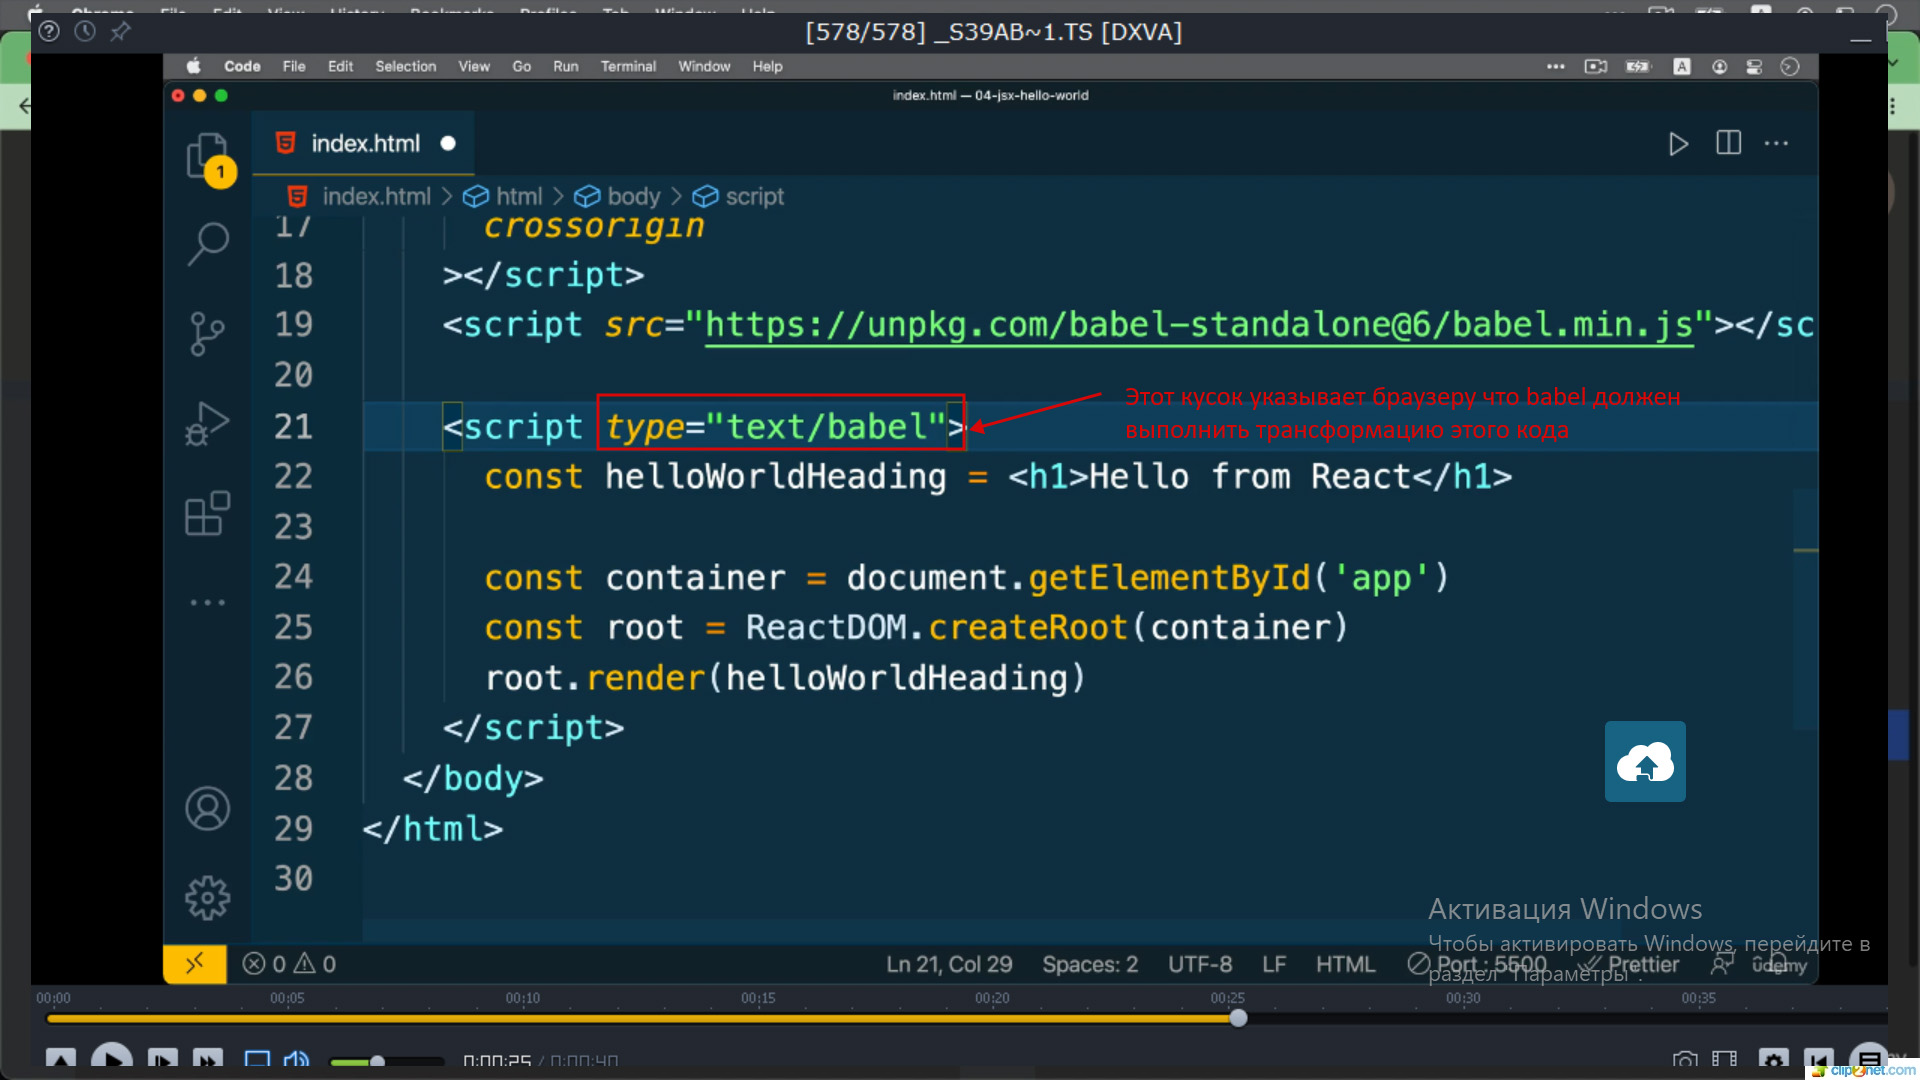 [578/578] _S39AB~1.TS [DXVA]
Code File Edit Selection View Go Run Terminal Window Help
index.html — 04-jsx-hello-world
index.html
1
index.html > html > body > script
17 crossorigin
18 ></script>
19 <script src="https://unpkg.com/babel-standalone@6/babel.min.js"></sc
20
21 <script type="text/babel">
Этот кусок указывает браузеру что babel должен
выполнить трансформацию этого кода
22 const helloWorldHeading = <h1>Hello from React</h1>
23
24 const container = document.getElementById('app')
25 const root = ReactDOM.createRoot(container)
26 root.render(helloWorldHeading)
27 </script>
28 </body>
29 </html>
30
Активация Windows
Чтобы активировать Windows, перейдите в
раздел "Параметры".
0 0 Ln 21, Col 29 Spaces: 2 UTF-8 LF HTML Port : 5500 Prettier
ûdemy
00:00 00:05 00:10 00:15 00:20 00:25 00:30 00:35
0:00:25 / 0:00:40
clip2net.com